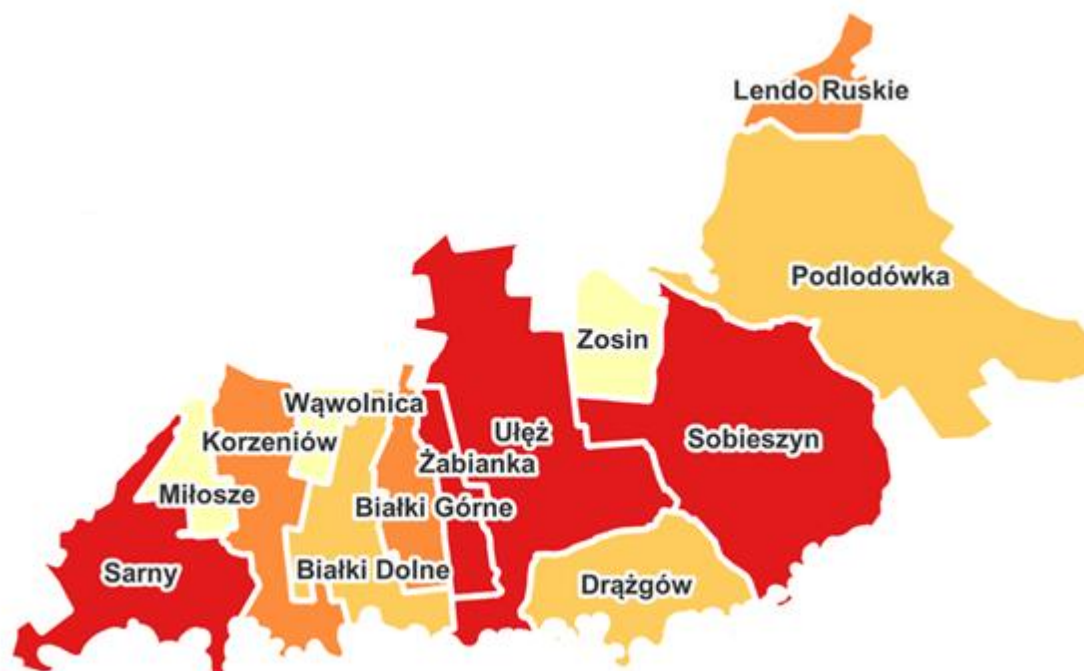 Lendo Ruskie
Podlodówka
Zosin
Wąwolnica
Korzeniów
Ułęż
Sobieszyn
Żabianka
Miłosze
Białki Górne
Sarny
Białki Dolne
Drążgów